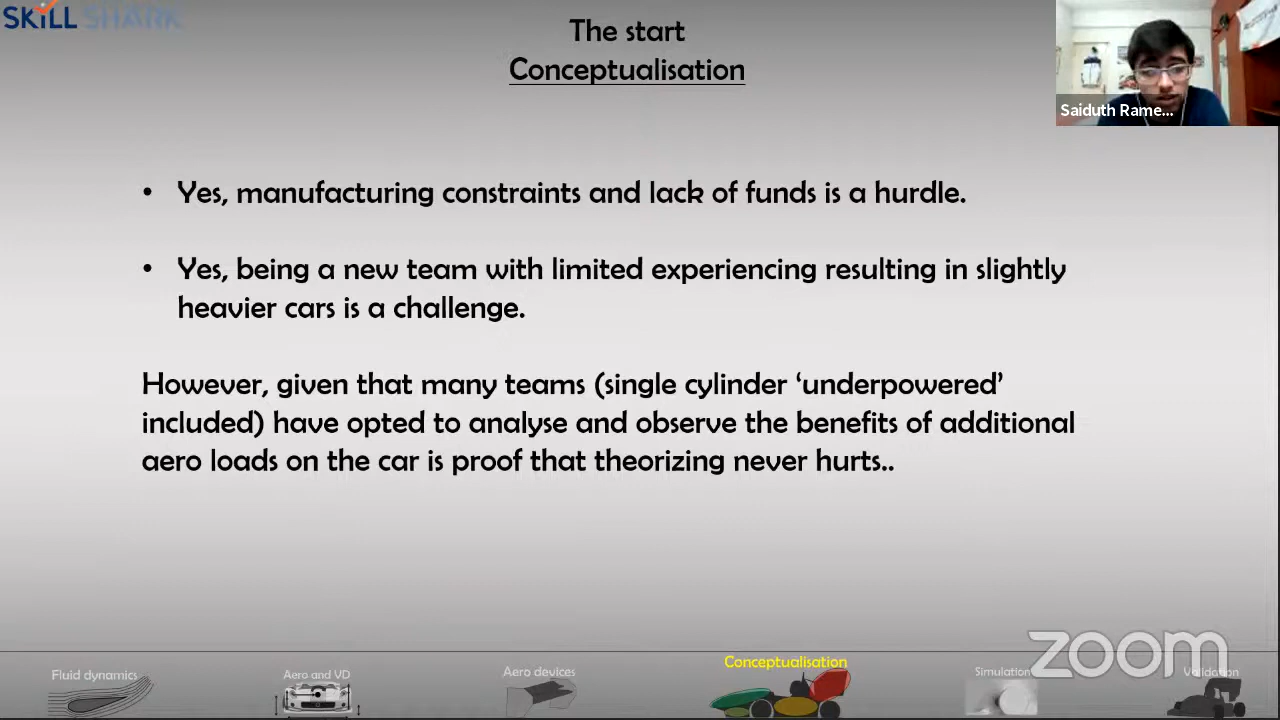 SKILL SHARK
The start
Conceptualisation
Saiduth Rame...
• Yes, manufacturing constraints and lack of funds is a hurdle.
• Yes, being a new team with limited experiencing resulting in slightly
heavier cars is a challenge.
However, given that many teams (single cylinder ‘underpowered’
included) have opted to analyse and observe the benefits of additional
aero loads on the car is proof that theorizing never hurts..
zoom
Fluid dynamics
Aero and VD
Aero devices
Conceptualisation
Simulation
Validation